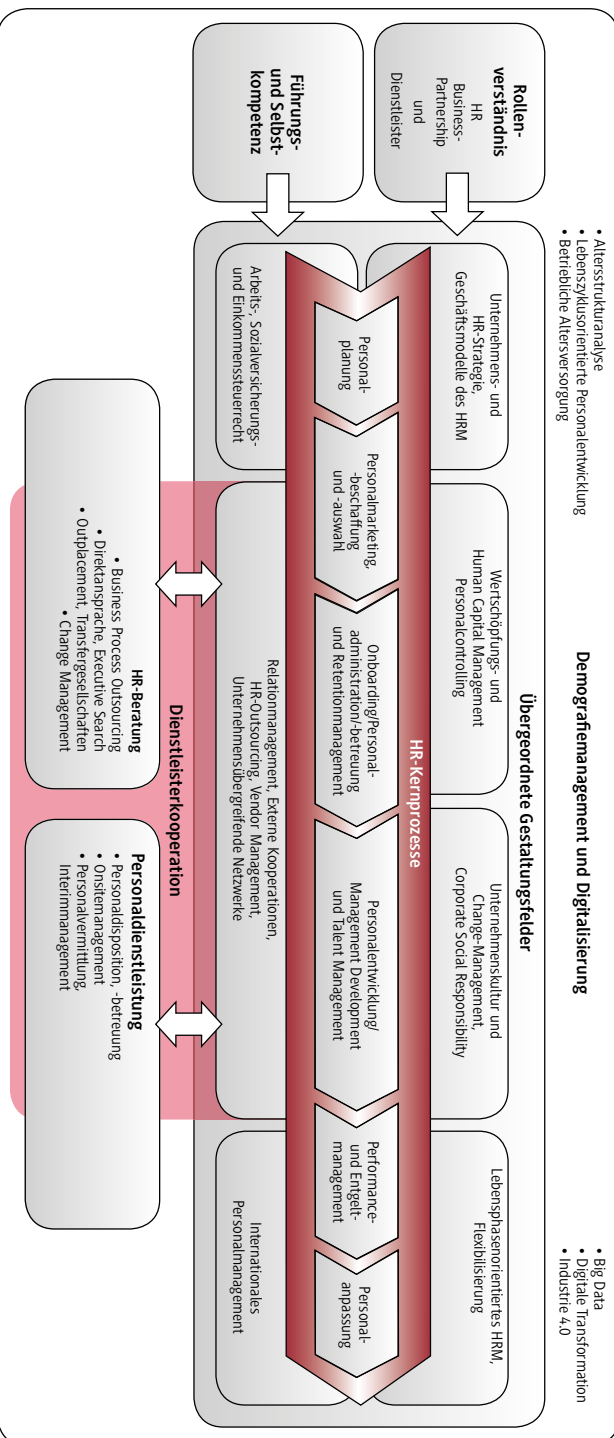 Demografiemanagement und Digitalisierung
• Altersstrukturanalyse
• Lebenszyklusorientierte Personalentwicklung
• Betriebliche Altersversorgung
• Big Data
• Digitale Transformation
• Industrie 4.0
Rollen-
verständnis
HR
Business-
Partnership
und
Dienstleister
Führungs-
und Selbst-
kompetenz
Übergeordnete Gestaltungsfelder
Unternehmens- und
HR-Strategie,
Geschäftsmodelle des HRM
Wertschöpfungs- und
Human Capital Management
Personalcontrolling
Unternehmenskultur und
Change-Management,
Corporate Social Responsibility
Lebensphasenorientiertes HRM,
Flexibilisierung
HR-Kernprozesse
Personal-
planung
Personalmarketing,
-beschaffung
und -auswahl
Onboarding/Personal-
administration/-betreuung
und Retentionmanagement
Personalentwicklung/
Management Development
und Talent Management
Performance-
und Entgelt-
management
Personal-
anpassung
Arbeits-, Sozialversicherungs-
und Einkommenssteuerrecht
Relationmanagement, Externe Kooperationen,
HR-Outsourcing, Vendor Management,
Unternehmensübergreifende Netzwerke
Internationales
Personalmanagement
Dienstleisterkooperation
HR-Beratung
• Business Process Outsourcing
• Direktansprache, Executive Search
• Outplacement, Transfergesellschaften
• Change Management
Personaldienstleistung
• Personaldisposition, -betreuung
• Onsitemanagement
• Personalvermittlung,
Interimmanagement